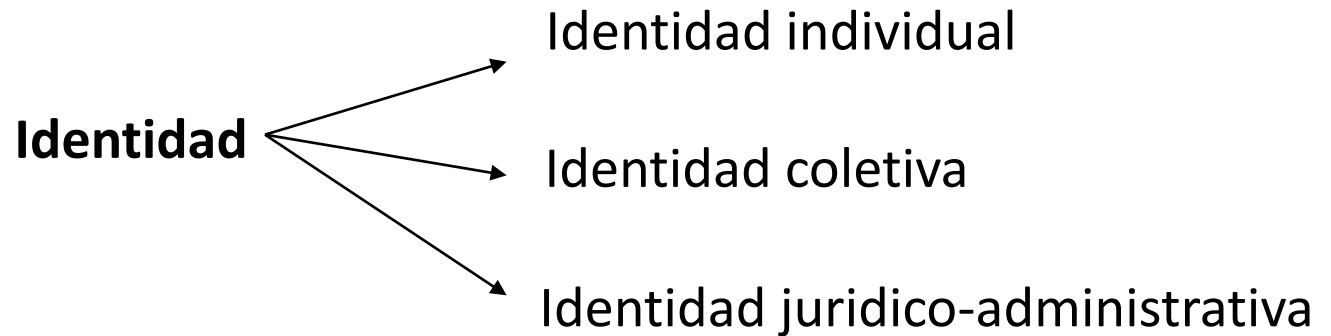 Identidad individual
Identidad
Identidad coletiva
Identidad juridico-administrativa